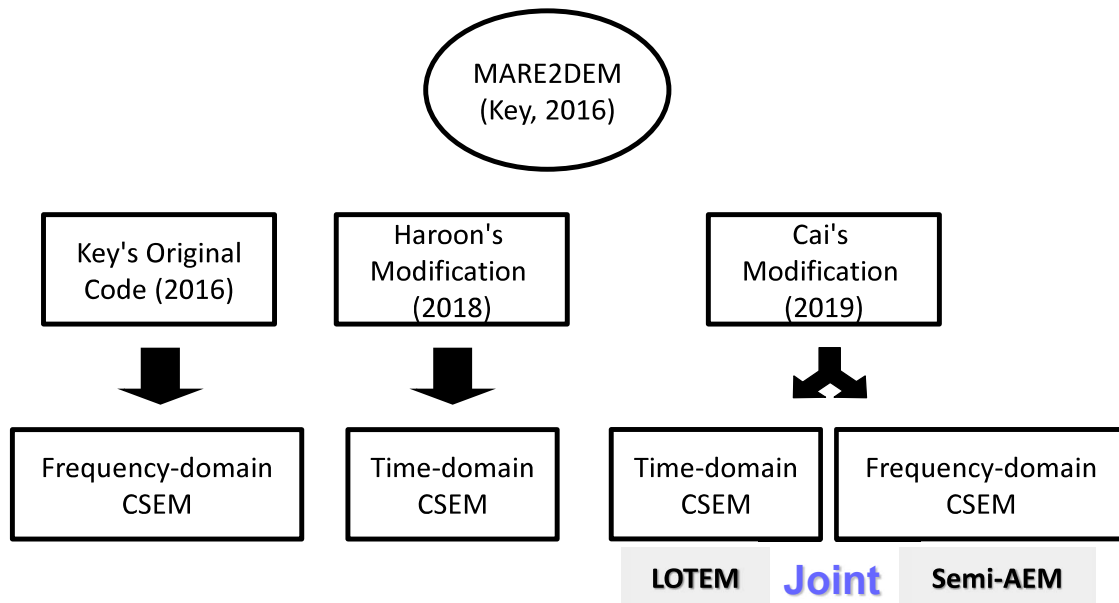 MARE2DEM
(Key, 2016)
Key's Original
Code (2016)
Haroon's
Modification
(2018)
Cai's
Modification
(2019)
Frequency-domain
CSEM
Time-domain
CSEM
Time-domain
CSEM
Frequency-domain
CSEM
LOTEM
Joint
Semi-AEM